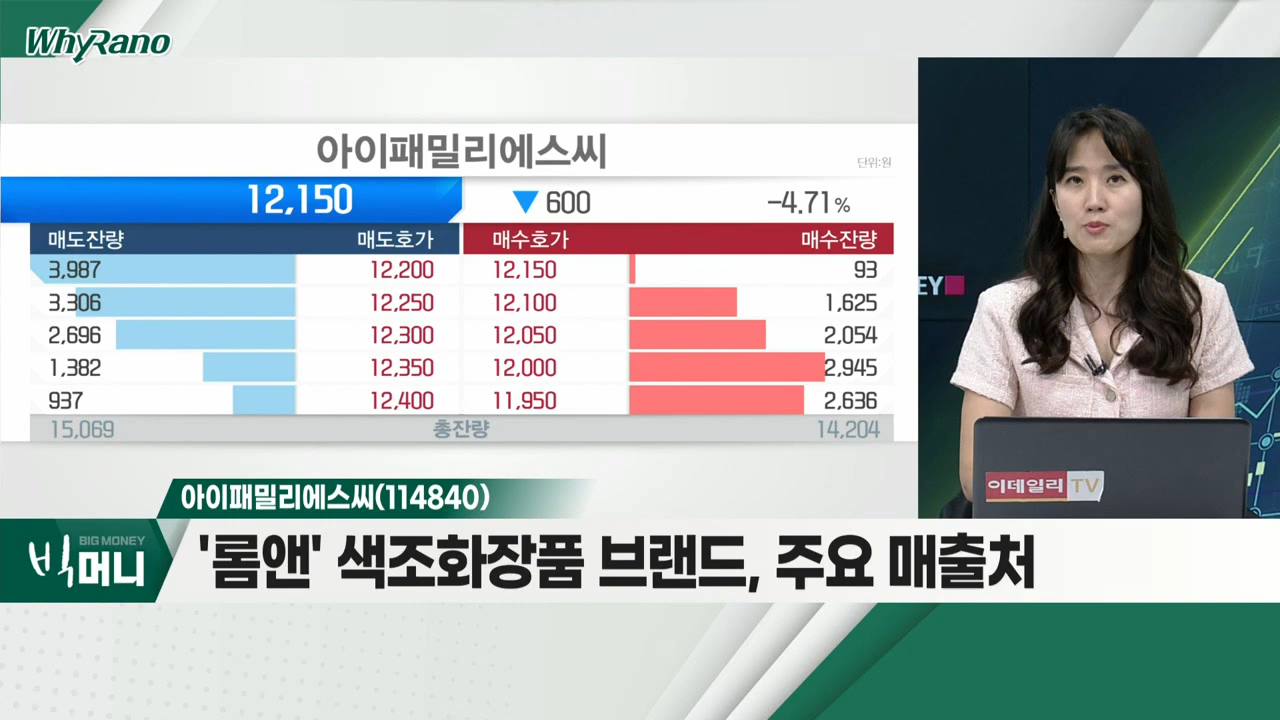 WhyRano
아이패밀리에스씨
단위:원
12,150 ▼ 600 -4.71%
매도잔량 매도호가 매수호가 매수잔량
3,987 12,200 12,150 93
3,306 12,250 12,100 1,625
2,696 12,300 12,050 2,054
1,382 12,350 12,000 2,945
937 12,400 11,950 2,636
15,069 총잔량 14,204
EY
이데일리 TV
아이패밀리에스씨(114840)
BIG MONEY
빅머니
'롬앤' 색조화장품 브랜드, 주요 매출처